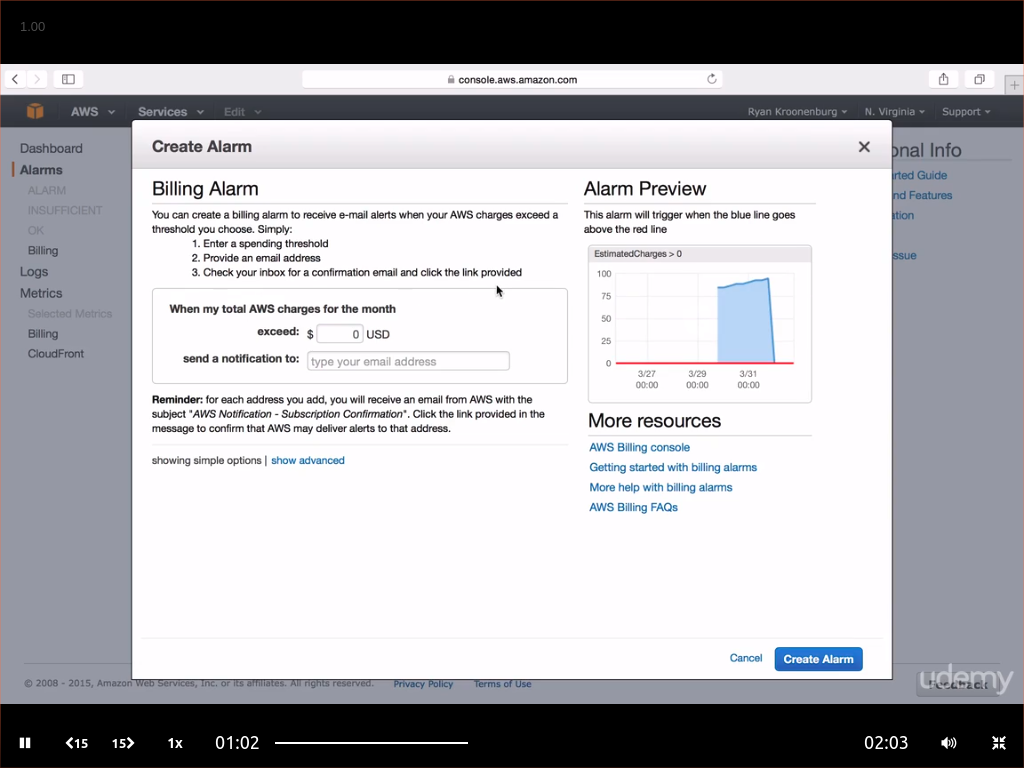 1.00
console.aws.amazon.com
AWS Services Edit Ryan Kroonenburg N. Virginia Support
Dashboard
Alarms
ALARM
INSUFFICIENT
OK
Billing
Logs
Metrics
Selected Metrics
Billing
CloudFront
Create Alarm
Billing Alarm
You can create a billing alarm to receive e-mail alerts when your AWS charges exceed a
threshold you choose. Simply:
1. Enter a spending threshold
2. Provide an email address
3. Check your inbox for a confirmation email and click the link provided
When my total AWS charges for the month
exceed: $ 0 USD
send a notification to: type your email address
Reminder: for each address you add, you will receive an email from AWS with the
subject "AWS Notification - Subscription Confirmation". Click the link provided in the
message to confirm that AWS may deliver alerts to that address.
showing simple options | show advanced
Alarm Preview
This alarm will trigger when the blue line goes
above the red line
EstimatedCharges > 0
100
75
50
25
0
3/27 3/29 3/31
00:00 00:00 00:00
More resources
AWS Billing console
Getting started with billing alarms
More help with billing alarms
AWS Billing FAQs
Cancel Create Alarm
onal Info
rted Guide
nd Features
ation
ssue
© 2008 - 2015, Amazon Web Services, Inc. or its affiliates. All rights reserved. Privacy Policy Terms of Use
Feedback
udemy
15 15 1x 01:02 02:03